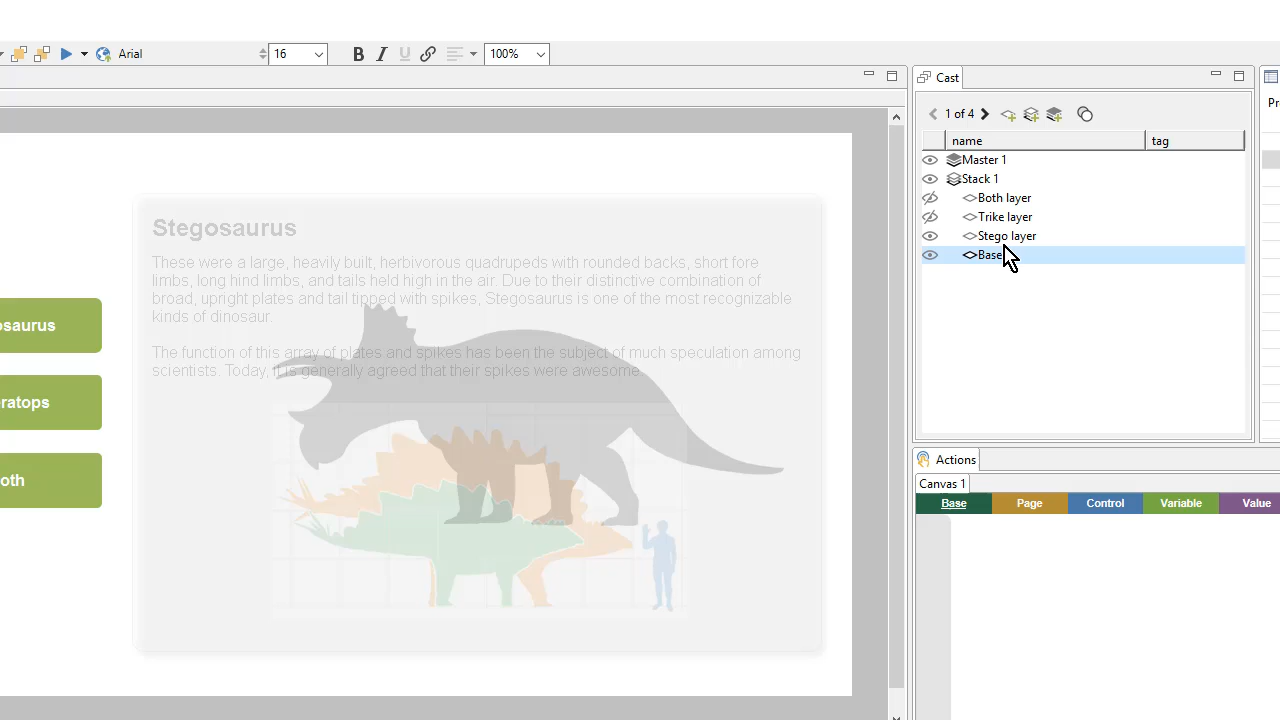 Arial
16
B I U
100%
Cast
1 of 4
name tag
Master 1
Stack 1
Both layer
Trike layer
Stego layer
Base
Stegosaurus
These were a large, heavily built, herbivorous quadrupeds with rounded backs, short fore
limbs, long hind limbs, and tails held high in the air. Due to their distinctive combination of
broad, upright plates and tail tipped with spikes, Stegosaurus is one of the most recognizable
kinds of dinosaur.
The function of this array of plates and spikes has been the subject of much speculation among
scientists. Today, it is generally agreed that their spikes were awesome.
osaurus
ratops
oth
Actions
Canvas 1
Base Page Control Variable Value
Pr